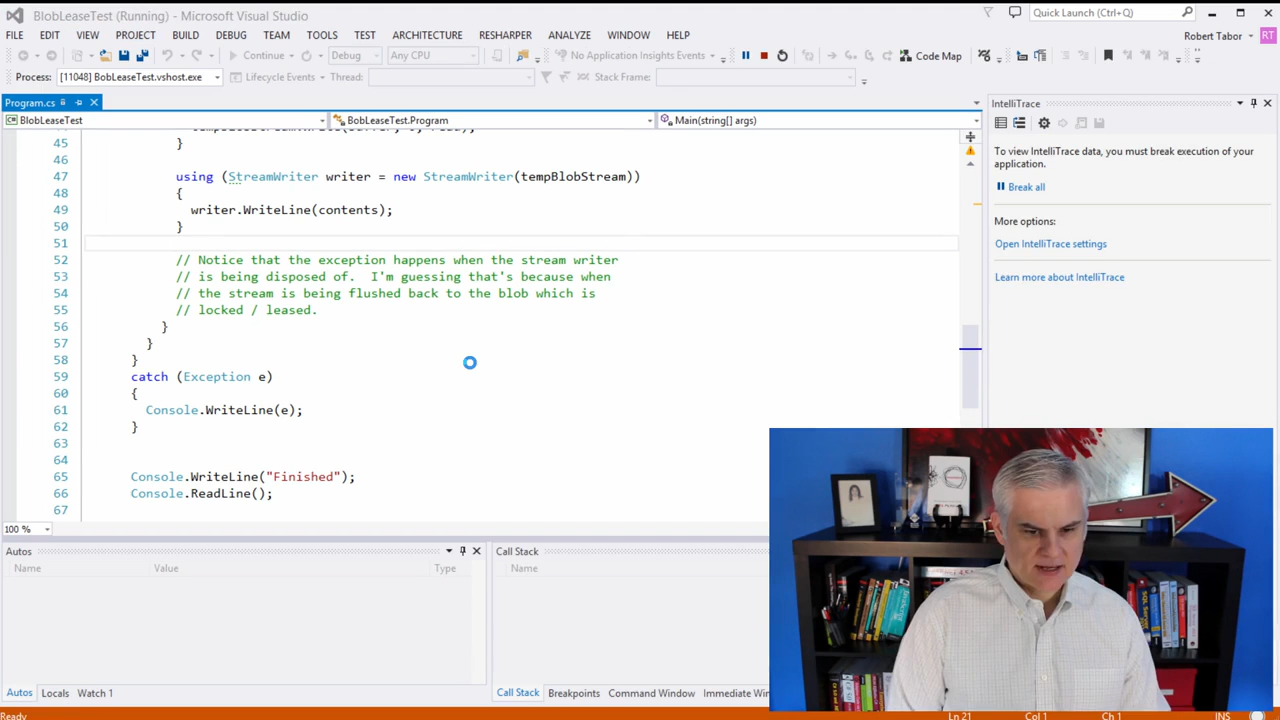 BlobLeaseTest (Running) - Microsoft Visual Studio
Quick Launch (Ctrl+Q)
FILE EDIT VIEW PROJECT BUILD DEBUG TEAM TOOLS TEST ARCHITECTURE RESHARPER ANALYZE WINDOW HELP
Robert Tabor RT
Continue Debug Any CPU No Application Insights Events Code Map
Process: [11048] BobLeaseTest.vshost.exe Lifecycle Events Thread: Stack Frame:
Program.cs
BlobLeaseTest BobLeaseTest.Program Main(string[] args)
45 }
46
47 using (StreamWriter writer = new StreamWriter(tempBlobStream))
48 {
49 writer.WriteLine(contents);
50 }
51
52 // Notice that the exception happens when the stream writer
53 // is being disposed of. I'm guessing that's because when
54 // the stream is being flushed back to the blob which is
55 // locked / leased.
56 }
57 }
58 }
59 catch (Exception e)
60 {
61 Console.WriteLine(e);
62 }
63
64
65 Console.WriteLine("Finished");
66 Console.ReadLine();
67
100 %
IntelliTrace
To view IntelliTrace data, you must break execution of your
application.
Break all
More options:
Open IntelliTrace settings
Learn more about IntelliTrace
Autos
Name Value Type
Autos Locals Watch 1
Call Stack
Name
Call Stack Breakpoints Command Window Immediate Win
Ready Ln 21 Col 1 Ch 1 INS